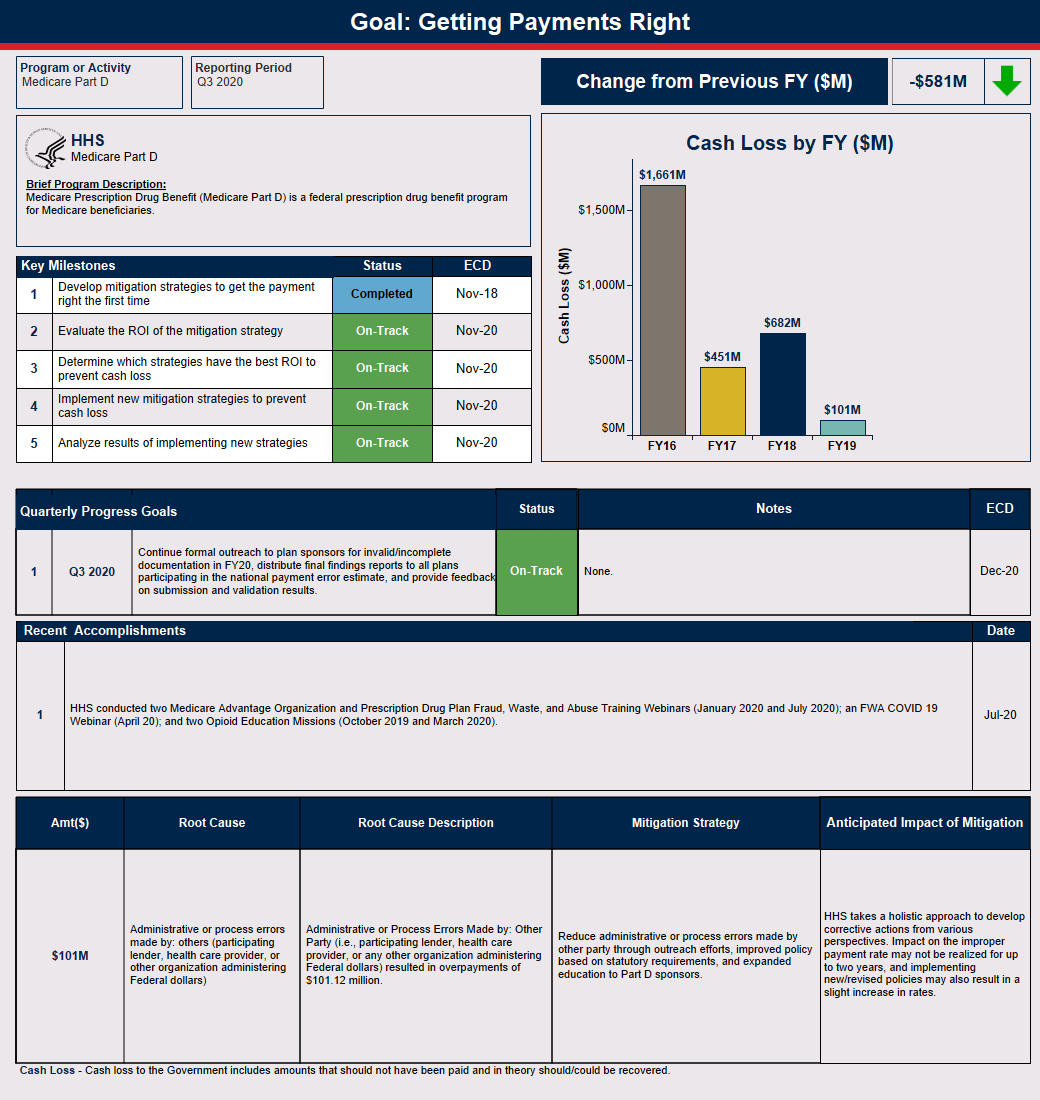 Goal: Getting Payments Right
Program or Activity
Medicare Part D
Reporting Period
Q3 2020
Change from Previous FY ($M)
-$581M
HHS
Medicare Part D
Brief Program Description:
Medicare Prescription Drug Benefit (Medicare Part D) is a federal prescription drug benefit program
for Medicare beneficiaries.
Cash Loss by FY ($M)
Cash Loss ($M)
$1,500M
$1,000M
$500M
$0M
$1,661M
$451M
$682M
$101M
FY16 FY17 FY18 FY19
Key Milestones Status ECD
1 Develop mitigation strategies to get the payment
right the first time
Completed Nov-18
2 Evaluate the ROI of the mitigation strategy On-Track Nov-20
3 Determine which strategies have the best ROI to
prevent cash loss
On-Track Nov-20
4 Implement new mitigation strategies to prevent
cash loss
On-Track Nov-20
5 Analyze results of implementing new strategies On-Track Nov-20
Quarterly Progress Goals Status Notes ECD
1 Q3 2020
Continue formal outreach to plan sponsors for invalid/incomplete
documentation in FY20, distribute final findings reports to all plans
participating in the national payment error estimate, and provide feedback
on submission and validation results.
On-Track None. Dec-20
Recent Accomplishments Date
1
HHS conducted two Medicare Advantage Organization and Prescription Drug Plan Fraud, Waste, and Abuse Training Webinars (January 2020 and July 2020); an FWA COVID 19
Webinar (April 20); and two Opioid Education Missions (October 2019 and March 2020).
Jul-20
Amt($) Root Cause Root Cause Description Mitigation Strategy Anticipated Impact of Mitigation
$101M
Administrative or process errors
made by: others (participating
lender, health care provider, or
other organization administering
Federal dollars)
Administrative or Process Errors Made by: Other
Party (i.e., participating lender, health care
provider, or any other organization administering
Federal dollars) resulted in overpayments of
$101.12 million.
Reduce administrative or process errors made by
other party through outreach efforts, improved policy
based on statutory requirements, and expanded
education to Part D sponsors.
HHS takes a holistic approach to develop
corrective actions from various
perspectives. Impact on the improper
payment rate may not be realized for up
to two years, and implementing
new/revised policies may also result in a
slight increase in rates.
Cash Loss - Cash loss to the Government includes amounts that should not have been paid and in theory should/could be recovered.